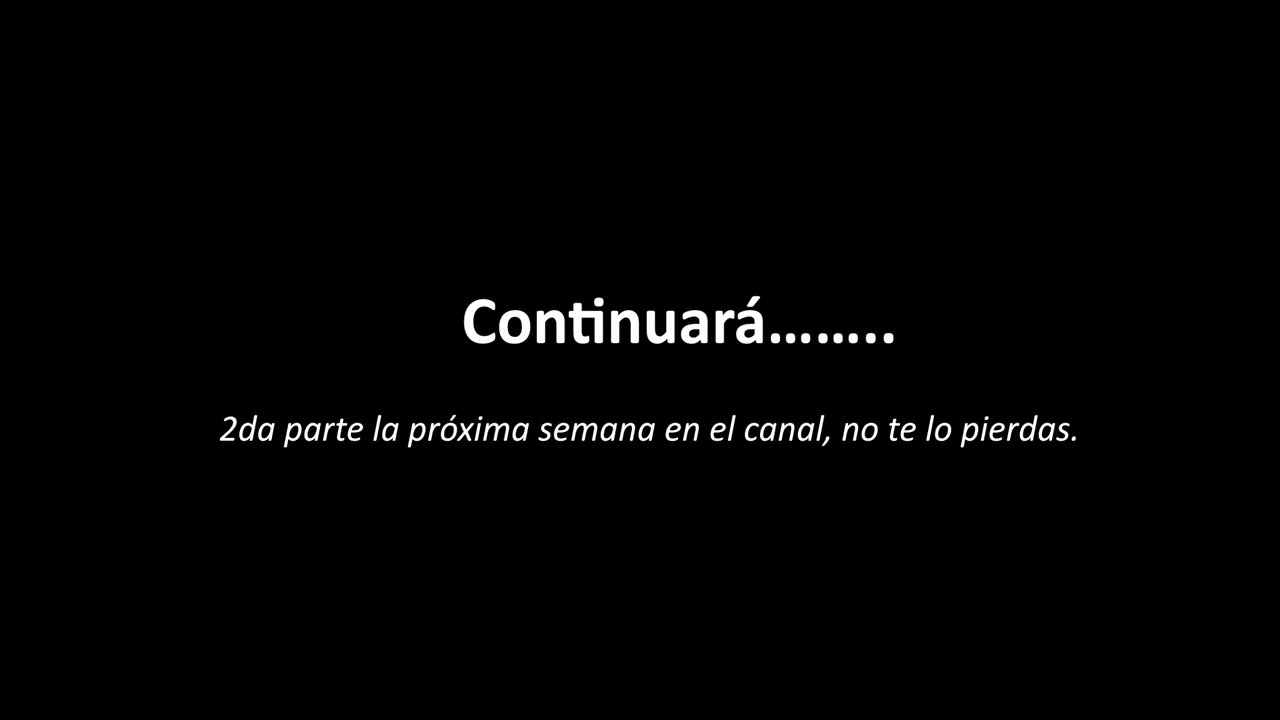 Continuará........
2da parte la próxima semana en el canal, no te lo pierdas.